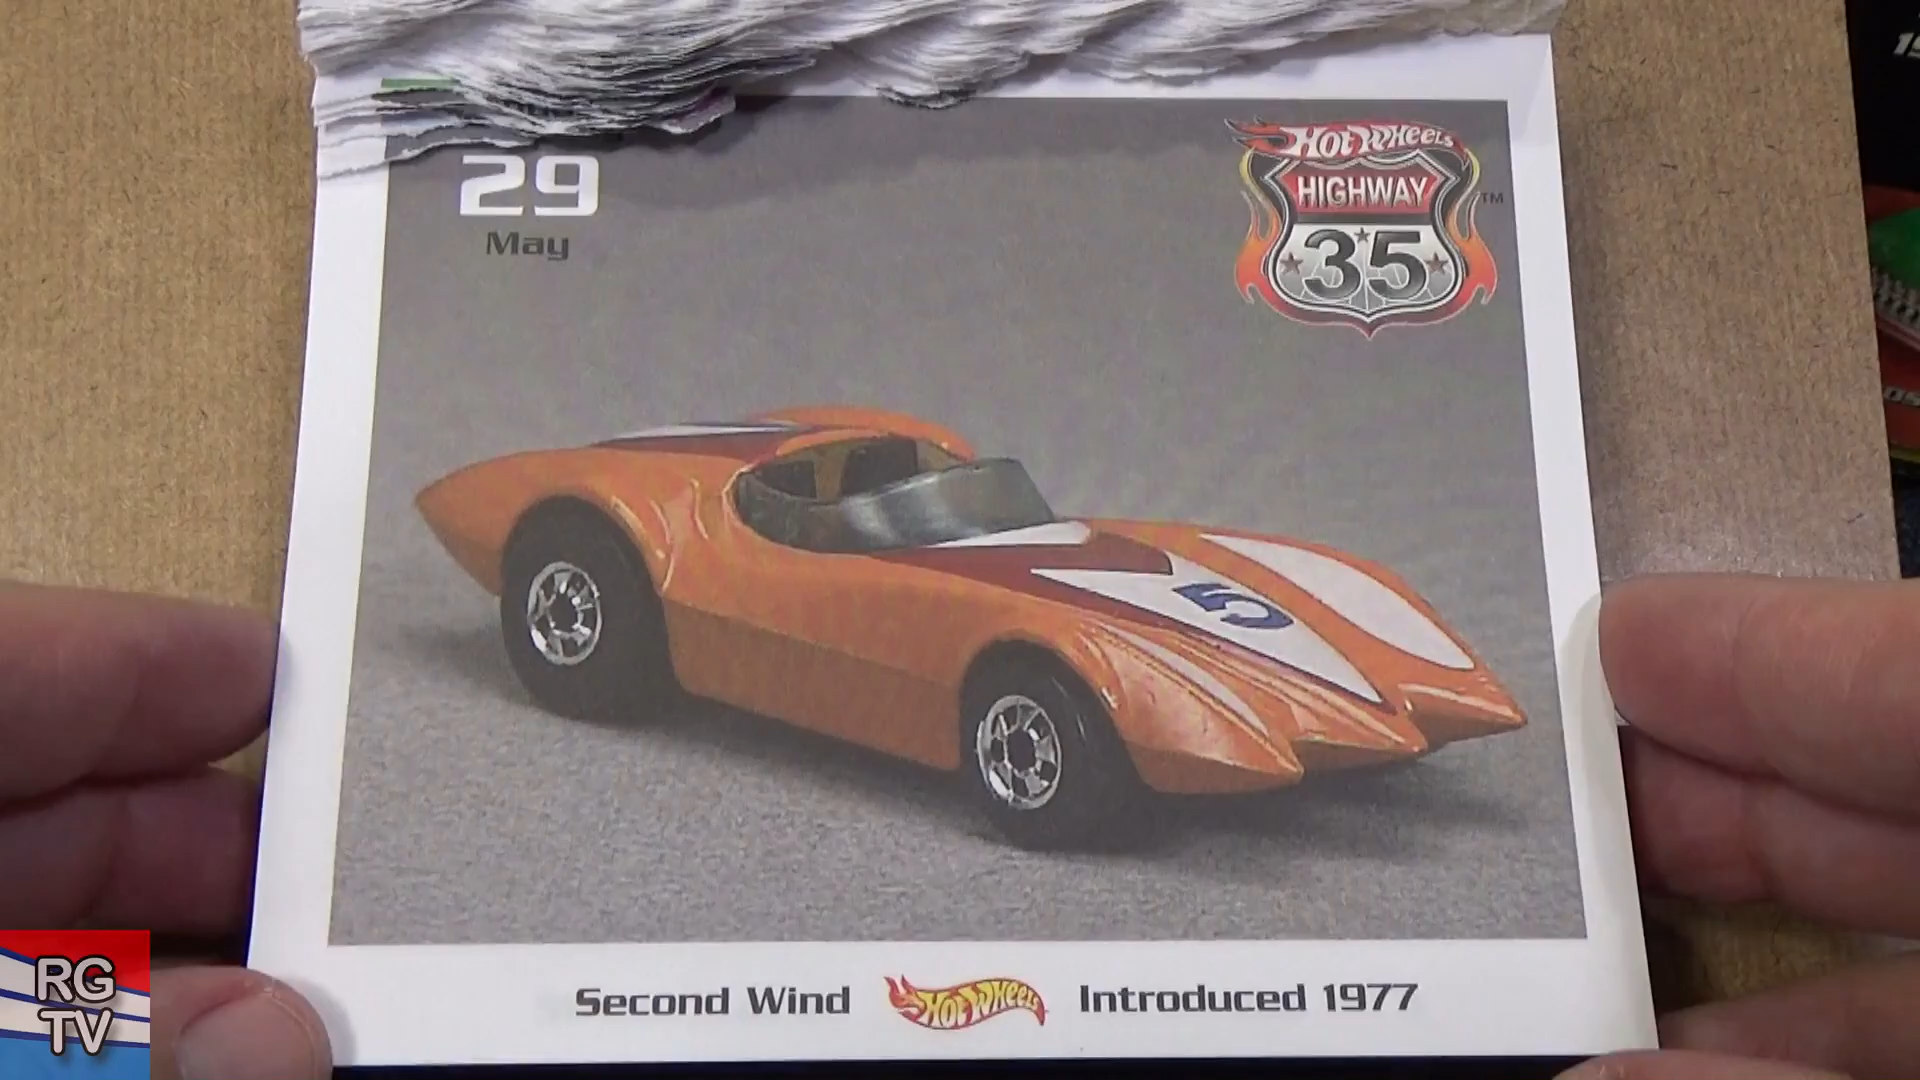 29
May
HOT WHEELS
HIGHWAY
35
TM
5
Second Wind
HOT WHEELS
Introduced 1977
RG
TV